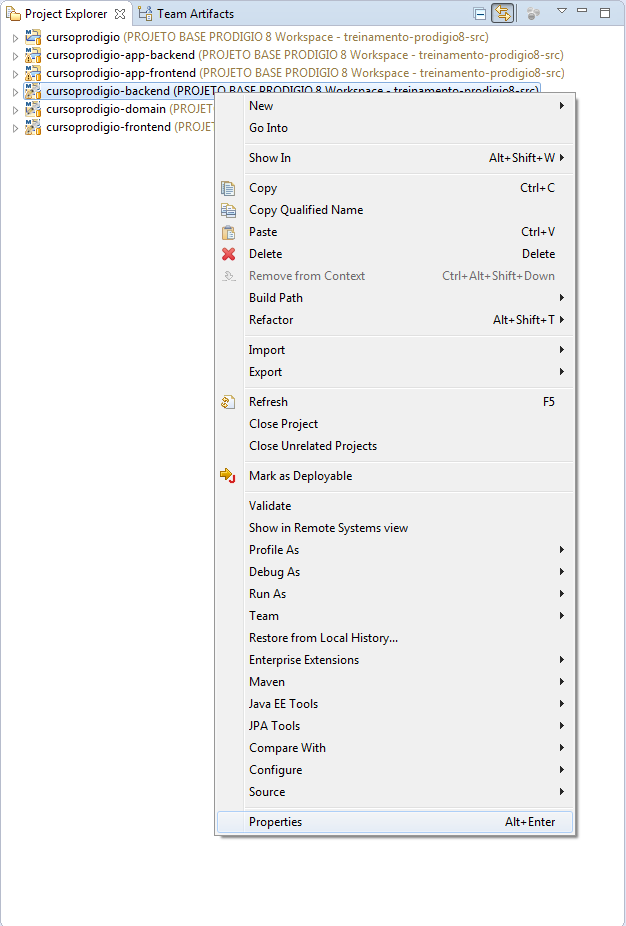 Project Explorer
Team Artifacts
cursoprodigio (PROJETO BASE PRODIGIO 8 Workspace - treinamento-prodigio8-src)
cursoprodigio-app-backend (PROJETO BASE PRODIGIO 8 Workspace - treinamento-prodigio8-src)
cursoprodigio-app-frontend (PROJETO BASE PRODIGIO 8 Workspace - treinamento-prodigio8-src)
cursoprodigio-backend (PROJETO BASE PRODIGIO 8 Workspace - treinamento-prodigio8-src)
cursoprodigio-domain (PROJET
cursoprodigio-frontend (PROJE
New
Go Into
Show In Alt+Shift+W
Copy Ctrl+C
Copy Qualified Name
Paste Ctrl+V
Delete Delete
Remove from Context Ctrl+Alt+Shift+Down
Build Path
Refactor Alt+Shift+T
Import
Export
Refresh F5
Close Project
Close Unrelated Projects
Mark as Deployable
Validate
Show in Remote Systems view
Profile As
Debug As
Run As
Team
Restore from Local History...
Enterprise Extensions
Maven
Java EE Tools
JPA Tools
Compare With
Configure
Source
Properties Alt+Enter